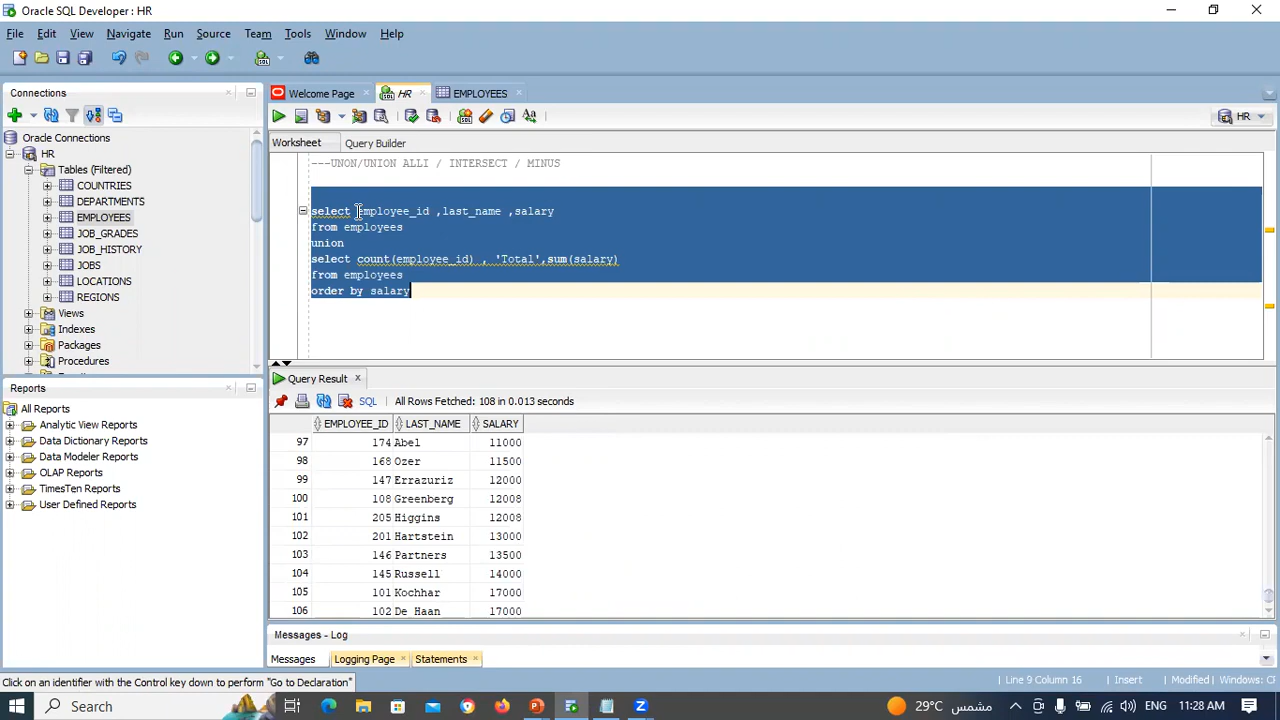 Oracle SQL Developer: HR
File Edit View Navigate Run Source Team Tools Window Help
Connections
Oracle Connections
HR
Tables (Filtered)
COUNTRIES
DEPARTMENTS
EMPLOYEES
JOB_GRADES
JOB_HISTORY
JOBS
LOCATIONS
REGIONS
Views
Indexes
Packages
Procedures
Reports
All Reports
Analytic View Reports
Data Dictionary Reports
Data Modeler Reports
OLAP Reports
TimesTen Reports
User Defined Reports
Welcome Page HR EMPLOYEES
HR
Worksheet Query Builder
---UNON/UNION ALLI / INTERSECT / MINUS
select employee_id ,last_name ,salary
from employees
union
select count(employee_id) , 'Total',sum(salary)
from employees
order by salary
Query Result
SQL All Rows Fetched: 108 in 0.013 seconds
EMPLOYEE_ID LAST_NAME SALARY
97 174 Abel 11000
98 168 Ozer 11500
99 147 Errazuriz 12000
100 108 Greenberg 12008
101 205 Higgins 12008
102 201 Hartstein 13000
103 146 Partners 13500
104 145 Russell 14000
105 101 Kochhar 17000
106 102 De Haan 17000
Messages - Log
Messages Logging Page Statements
Click on an identifier with the Control key down to perform "Go to Declaration"
Line 9 Column 16 Insert Modified Windows: CF
Search
29°C مشمس ENG 11:28 AM